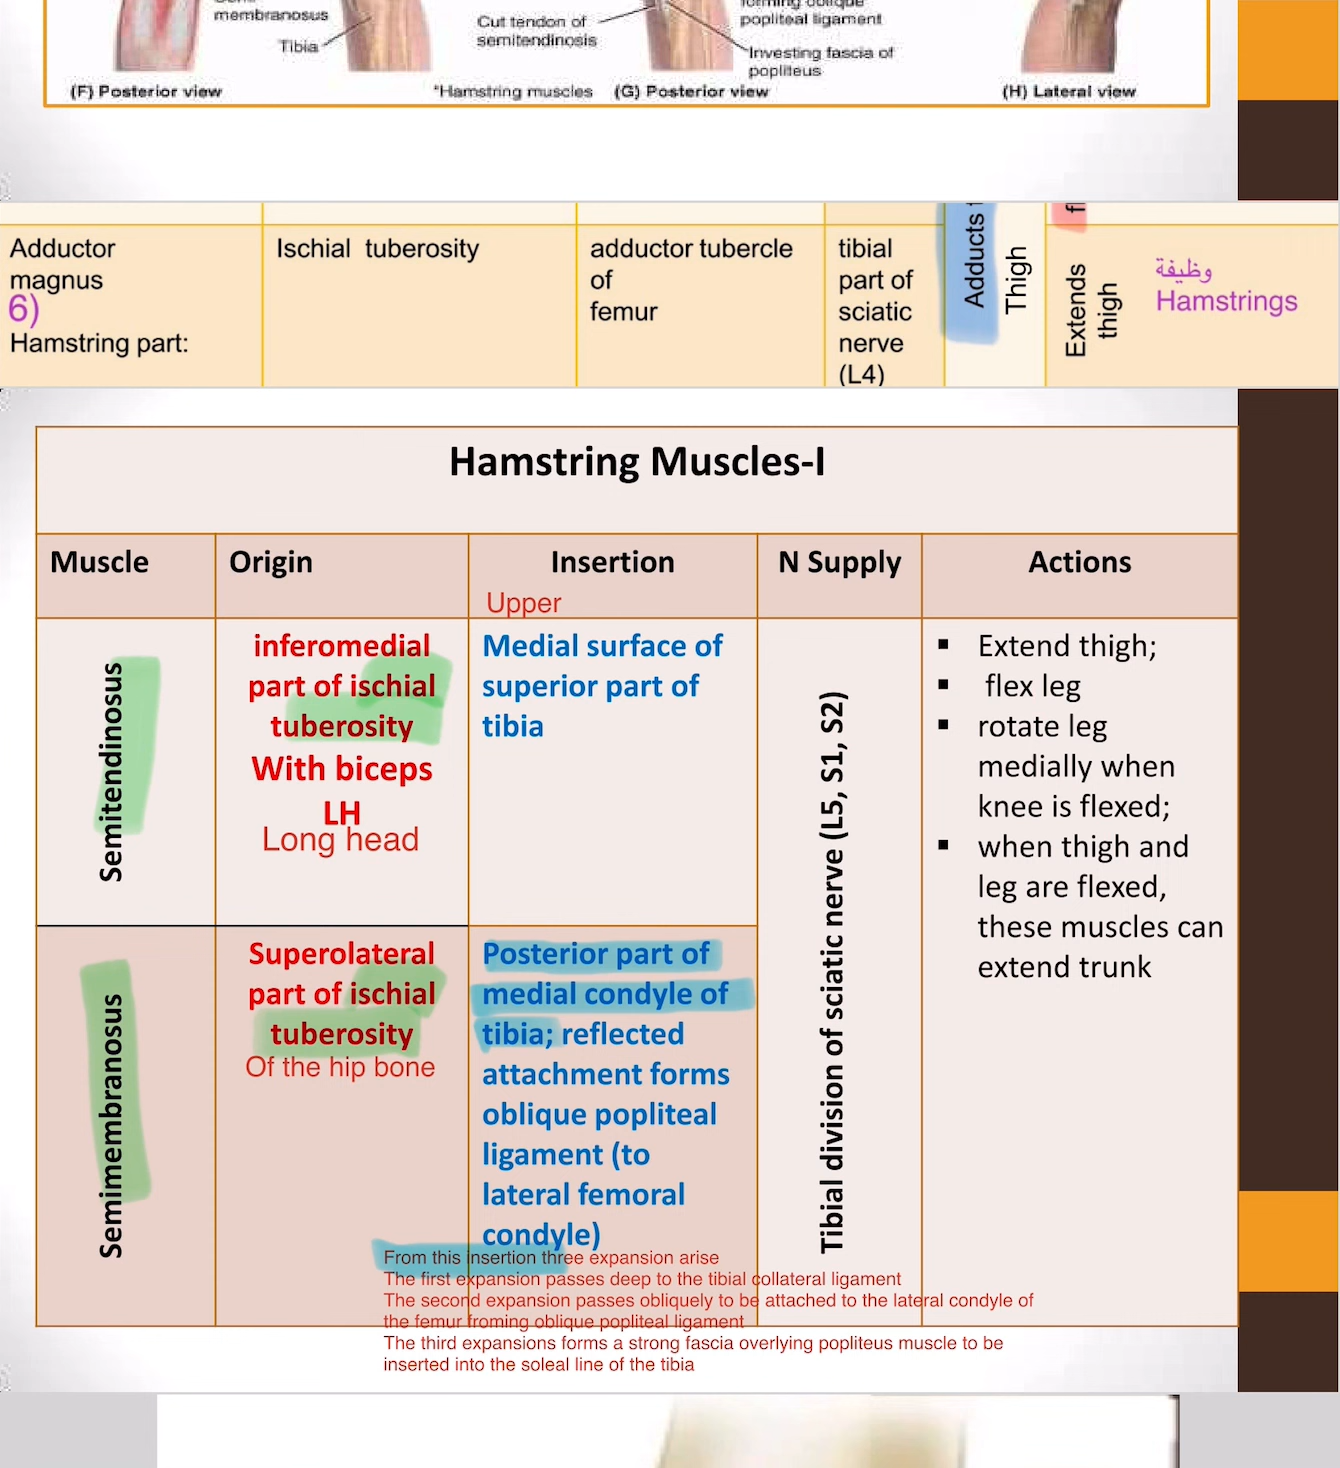 membranosus
Tibia
Cut tendon of
semitendinosis
popliteal ligament
Investing fascia of
popliteus
(F) Posterior view
*Hamstring muscles
(G) Posterior view
(H) Lateral view
Adductor
magnus
6)
Hamstring part:
Ischial tuberosity
adductor tubercle
of
femur
tibial
part of
sciatic
nerve
(L4)
Adducts
Thigh
Extends
thigh
وظيفة
Hamstrings
Hamstring Muscles-I
Muscle
Origin
Insertion
N Supply
Actions
Upper
Semitendinosus
inferomedial
part of ischial
tuberosity
With biceps
LH
Long head
Medial surface of
superior part of
tibia
Tibial division of sciatic nerve (L5, S1, S2)
▪ Extend thigh;
▪ flex leg
▪ rotate leg
medially when
knee is flexed;
▪ when thigh and
leg are flexed,
these muscles can
extend trunk
Semimembranosus
Superolateral
part of ischial
tuberosity
Of the hip bone
Posterior part of
medial condyle of
tibia; reflected
attachment forms
oblique popliteal
ligament (to
lateral femoral
condyle)
From this insertion three expansion arise
The first expansion passes deep to the tibial collateral ligament
The second expansion passes obliquely to be attached to the lateral condyle of
the femur froming oblique popliteal ligament
The third expansions forms a strong fascia overlying popliteus muscle to be
inserted into the soleal line of the tibia